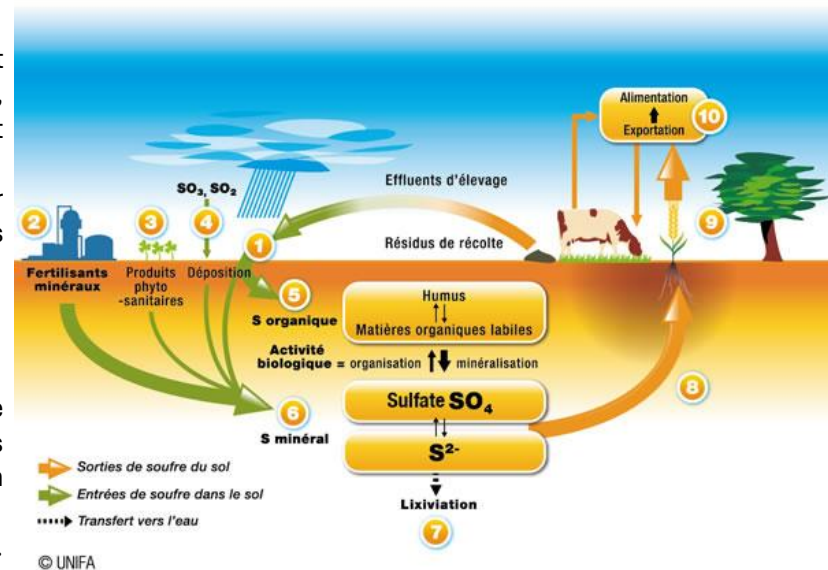 Alimentation
10
Exportation
Effluents d'élevage
SO₃, SO₂
2
3
4
1
9
Résidus de récolte
Fertilisants
minéraux
Produits
phyto
-sanitaires
Déposition
5
S organique
Humus
Matières organiques labiles
Activité
biologique = organisation
minéralisation
8
Sulfate SO₄
6
S minéral
S²⁻
Sorties de soufre du sol
Entrées de soufre dans le sol
Transfert vers l'eau
Lixiviation
7
© UNIFA